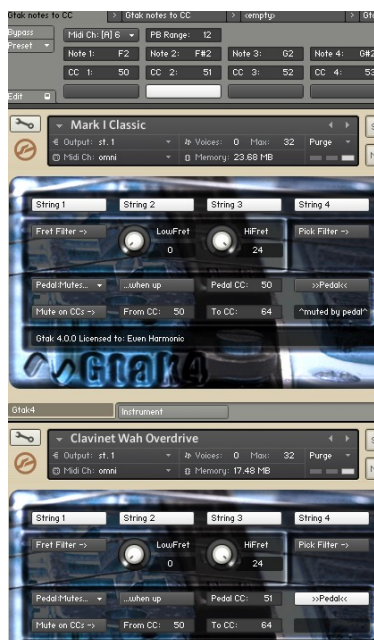 Gtak notes to CC > Gtak notes to CC > <empty> >
Bypass Midi Ch: [A] 6 PB Range: 12
Preset
Note 1: F2 Note 2: F#2 Note 3: G2 Note 4: G#2
CC 1: 50 CC 2: 51 CC 3: 52 CC 4: 53
Edit
Mark I Classic
Output: st. 1 Voices: 0 Max: 32 Purge
Midi Ch: omni Memory: 23.68 MB
String 1 String 2 String 3 String 4
Fret Filter -> LowFret HiFret Pick Filter ->
0 24
Pedal:Mutes... ...when up Pedal CC: 50 >>Pedal<<
Mute on CCs -> From CC: 50 To CC: 64 ^muted by pedal^
Gtak 4.0.0 Licensed to: Even Harmonic
Gtak4
Gtak4 Instrument
Clavinet Wah Overdrive
Output: st. 1 Voices: 0 Max: 32 Purge
Midi Ch: omni Memory: 17.48 MB
String 1 String 2 String 3 String 4
Fret Filter -> LowFret HiFret Pick Filter ->
0 24
Pedal:Mutes... ...when up Pedal CC: 51 >>Pedal<<
Mute on CCs -> From CC: 50 To CC: 64